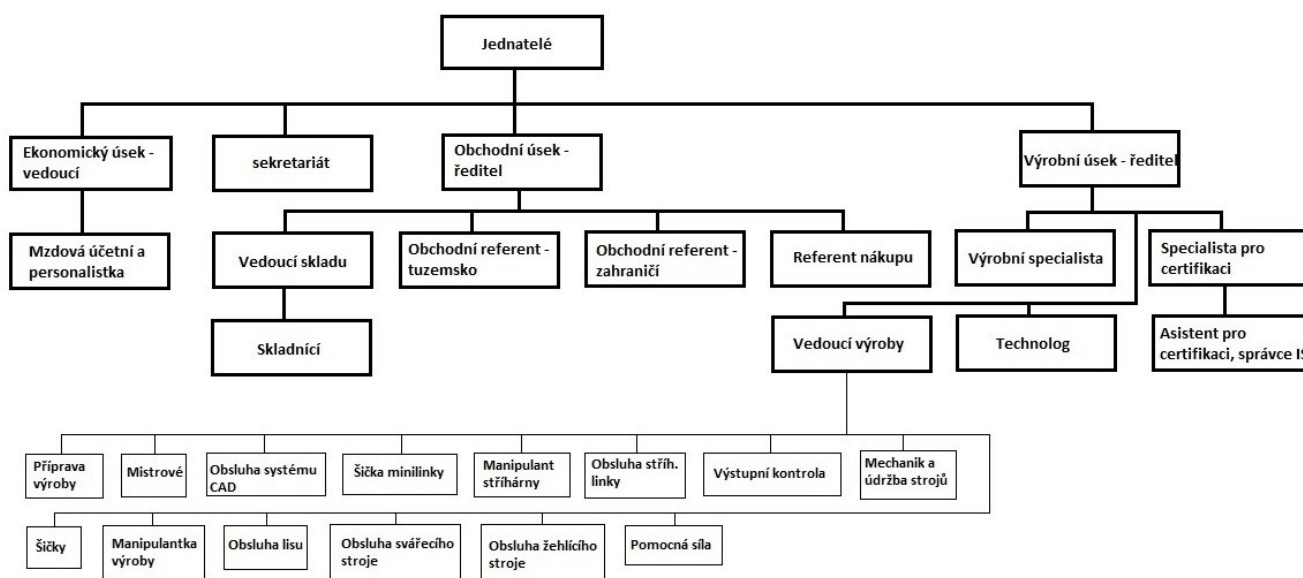 Jednatelé
Ekonomický úsek -
vedoucí
sekretariát
Obchodní úsek -
ředitel
Výrobní úsek - ředitel
Mzdová účetní a
personalistka
Vedoucí skladu
Obchodní referent -
tuzemsko
Obchodní referent -
zahraničí
Referent nákupu
Výrobní specialista
Specialista pro
certifikaci
Skladnící
Vedoucí výroby
Technolog
Asistent pro
certifikaci, správce IS
Příprava
výroby
Mistrové
Obsluha systému
CAD
Šička minilinky
Manipulant
stříhárny
Obsluha stříh.
linky
Výstupní kontrola
Mechanik a
údržba strojů
Šičky
Manipulantka
výroby
Obsluha lisu
Obsluha svářecího
stroje
Obsluha žehlícího
stroje
Pomocná síla